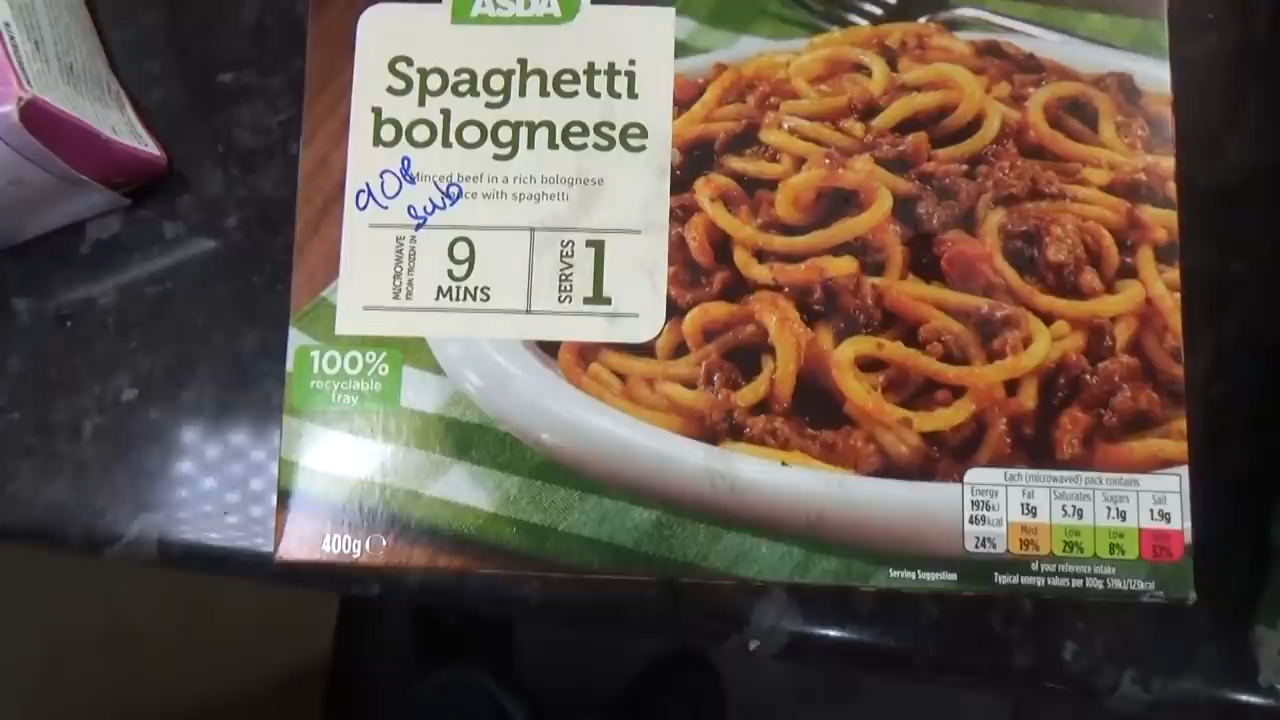 ASDA
Spaghetti
bolognese
Minced beef in a rich bolognese
with spaghetti
90p
sub
MICROWAVE
FROM FROZEN IN
9
MINS
SERVES
1
100%
recyclable
tray
400g e
Each (microwaved) pack contains
Energy Fat Saturates Sugars Salt
1976kJ 13g 5.7g 7.1g 1.9g
469kcal
Med Low Low
24% 19% 29% 8% 32%
of your reference intake
Serving Suggestion
Typical energy values per 100g: 519kJ/123kcal